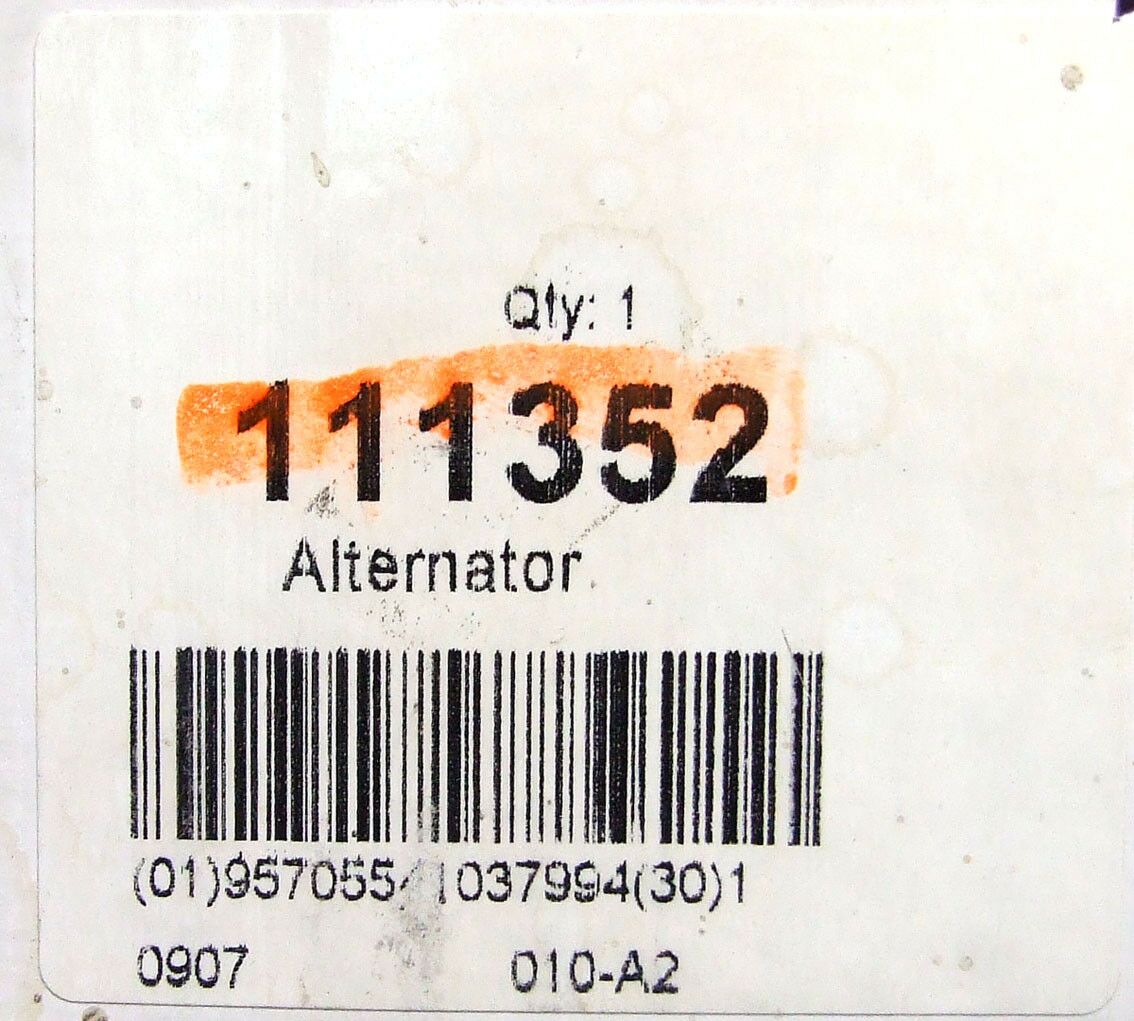 Qty: 1
111352
Alternator
(01)95705541037994(30)1
0907 010-A2